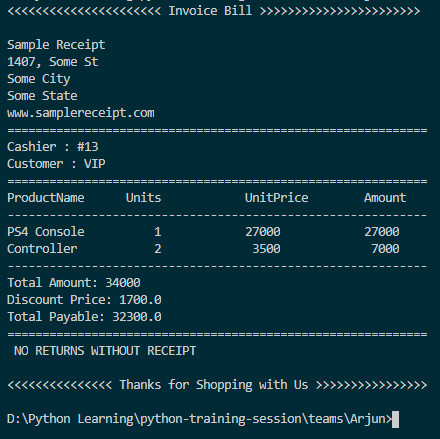 <<<<<<<<<<<<<<<<<<<<<< Invoice Bill >>>>>>>>>>>>>>>>>>>>>>>
Sample Receipt
1407, Some St
Some City
Some State
www.samplereceipt.com
============================================================
Cashier : #13
Customer : VIP
============================================================
ProductName      Units            UnitPrice        Amount
------------------------------------------------------------
PS4 Console          1            27000            27000
Controller           2             3500             7000
------------------------------------------------------------
Total Amount: 34000
Discount Price: 1700.0
Total Payable: 32300.0
============================================================
 NO RETURNS WITHOUT RECEIPT
<<<<<<<<<<<<<<< Thanks for Shopping with Us >>>>>>>>>>>>>>>>
D:\Python Learning\python-training-session\teams\Arjun>